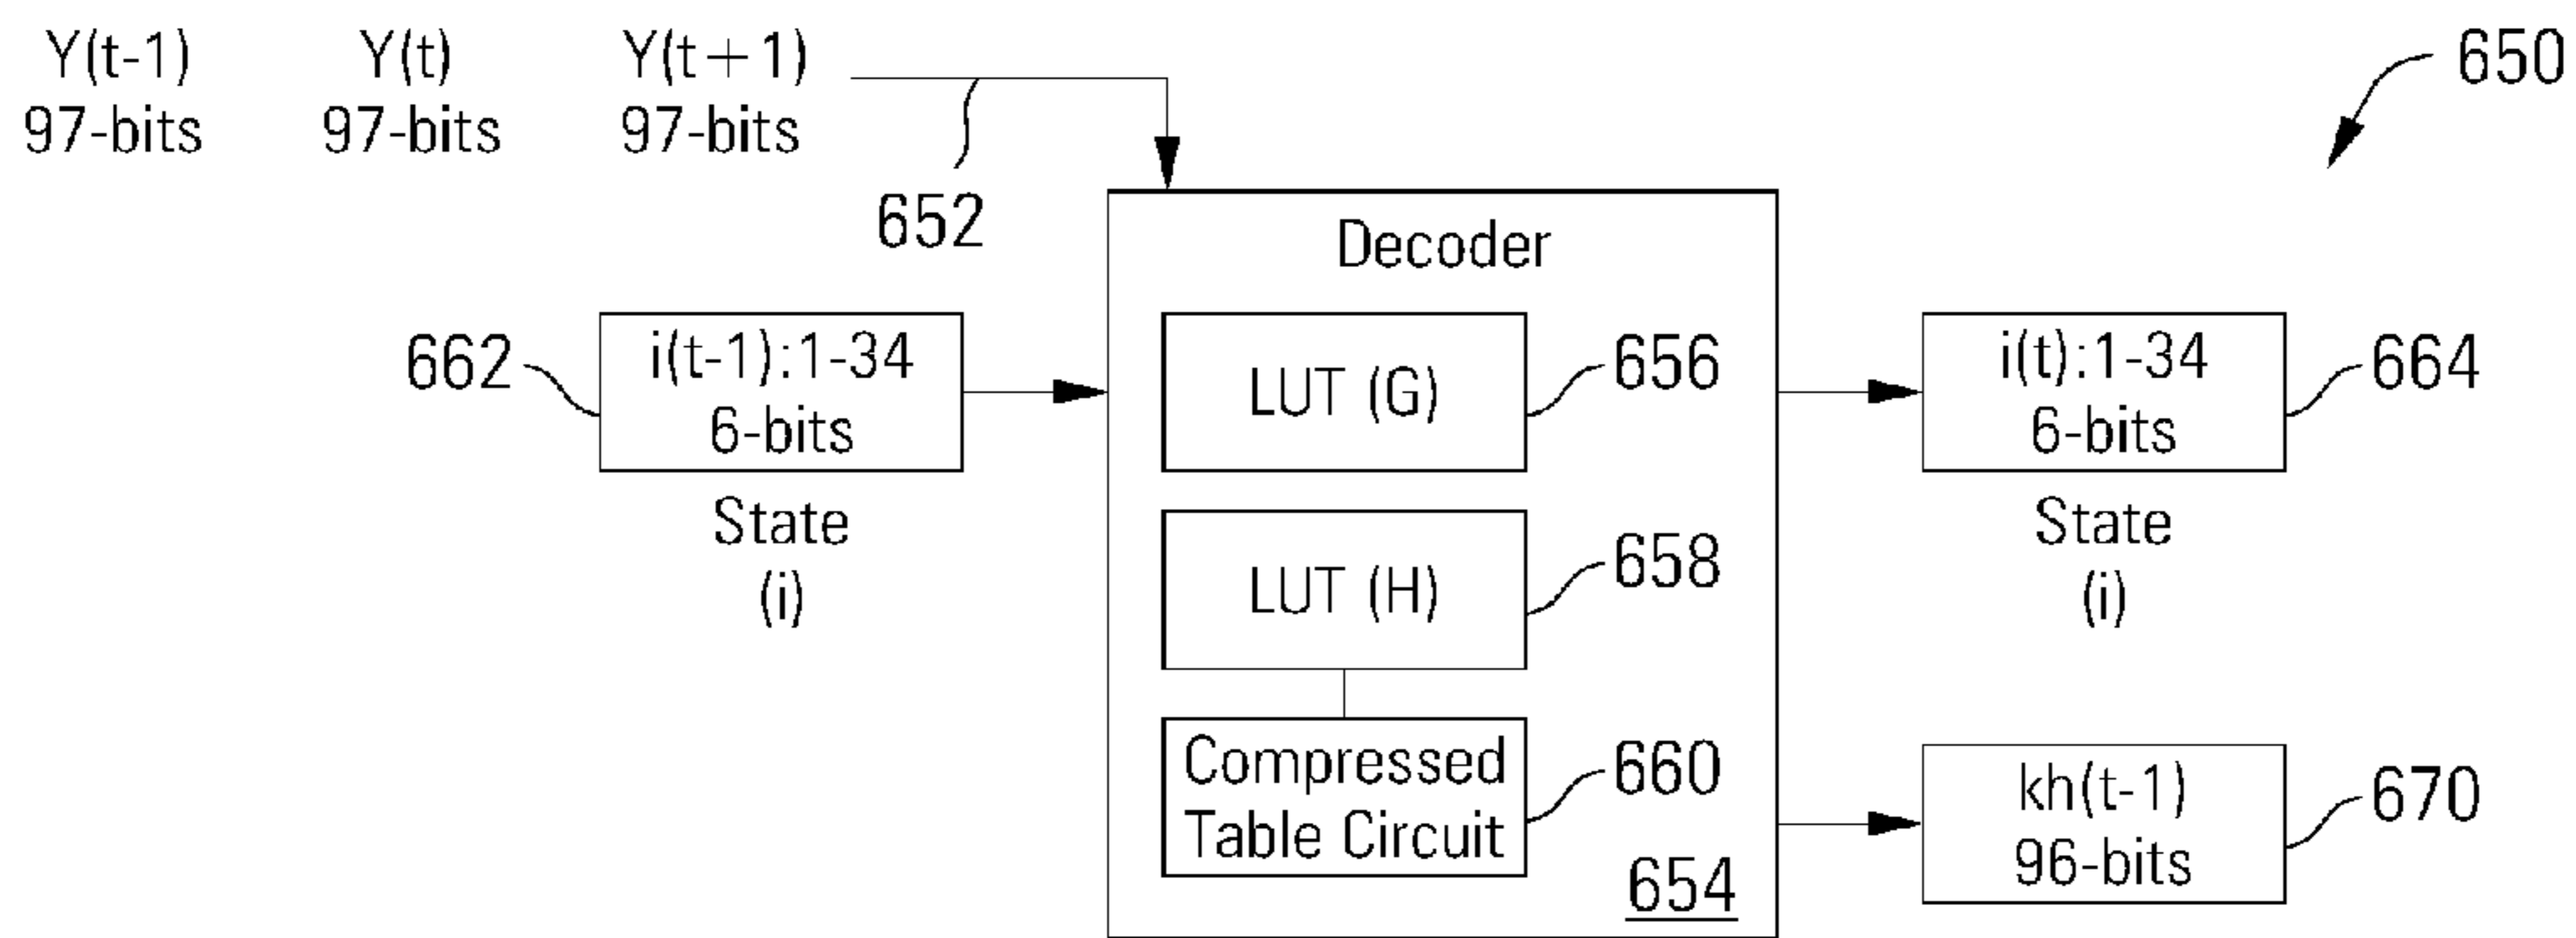 Y(t-1) Y(t) Y(t+1)
97-bits 97-bits 97-bits
650
652
Decoder
662
i(t-1):1-34
6-bits
State
(i)
LUT (G)
656
LUT (H)
658
Compressed
Table Circuit
660
654
i(t):1-34
6-bits
664
State
(i)
kh(t-1)
96-bits
670